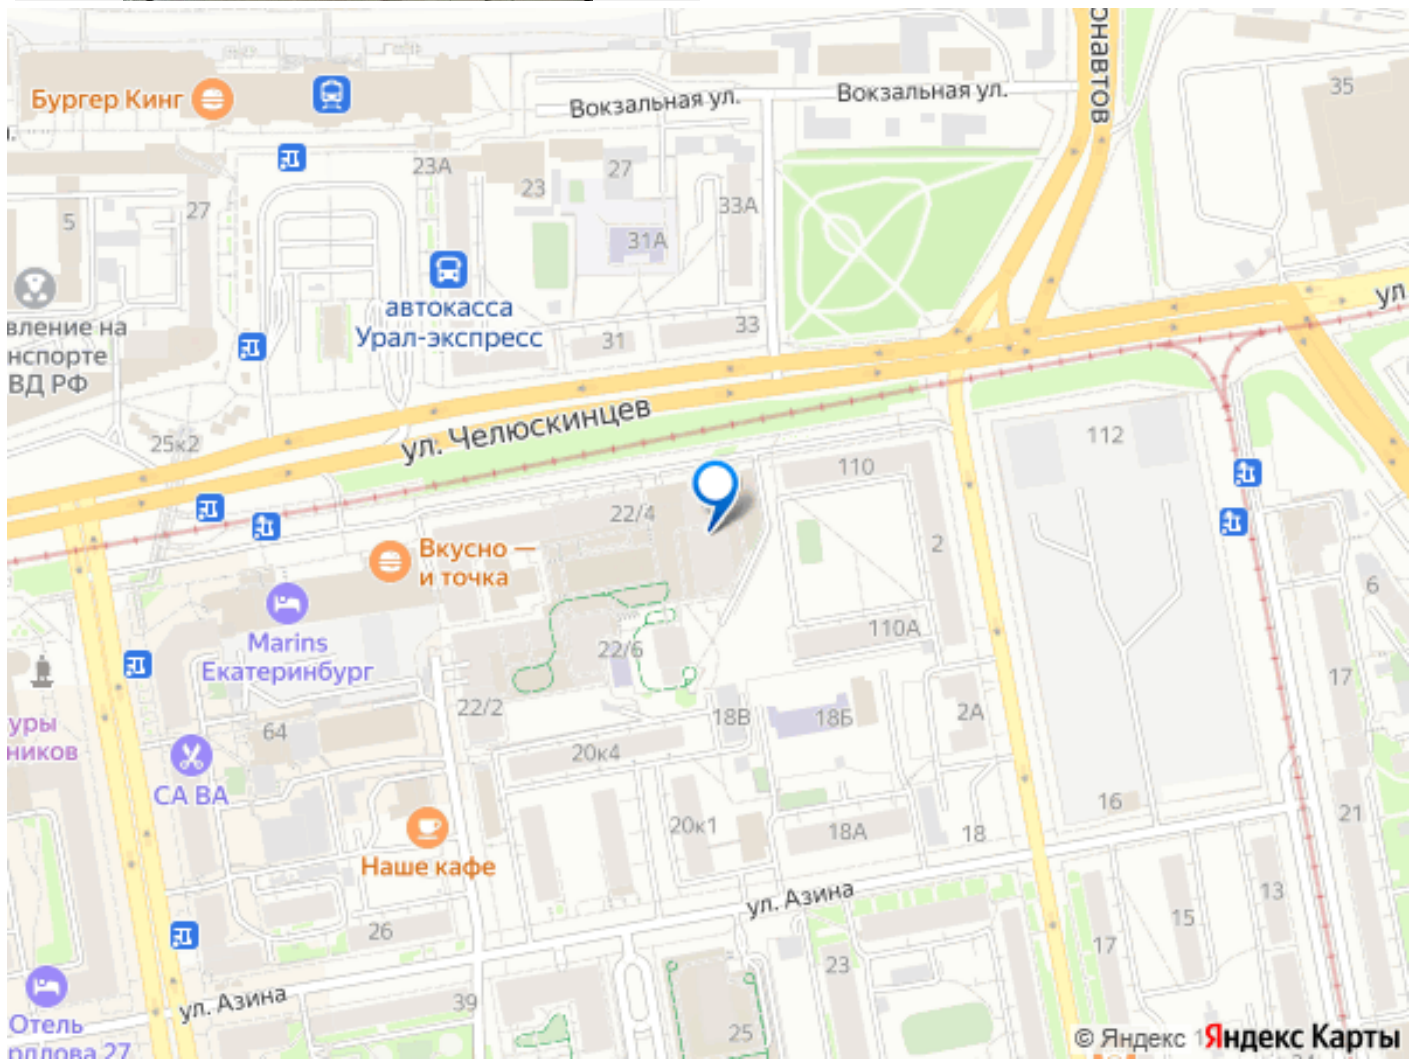 онавтов
Бургер Кинг
Вокзальная ул.
Вокзальная ул.
35
23А
23
27
33А
27
5
31А
автокасса
Урал-экспресс
вление на
нспорте
ВД РФ
31
33
ул
ул. Челюскинцев
25к2
112
110
22/4
Вкусно —
и точка
2
6
Marins
Екатеринбург
22/6
110А
17
22/2
18В
18Б
2А
уры
ников
64
20к4
СА ВА
16
21
20к1
18А
18
Наше кафе
ул. Азина
13
26
15
17
23
ул. Азина
39
25
Отель
рдлова 27
© Яндекс
Яндекс Карты